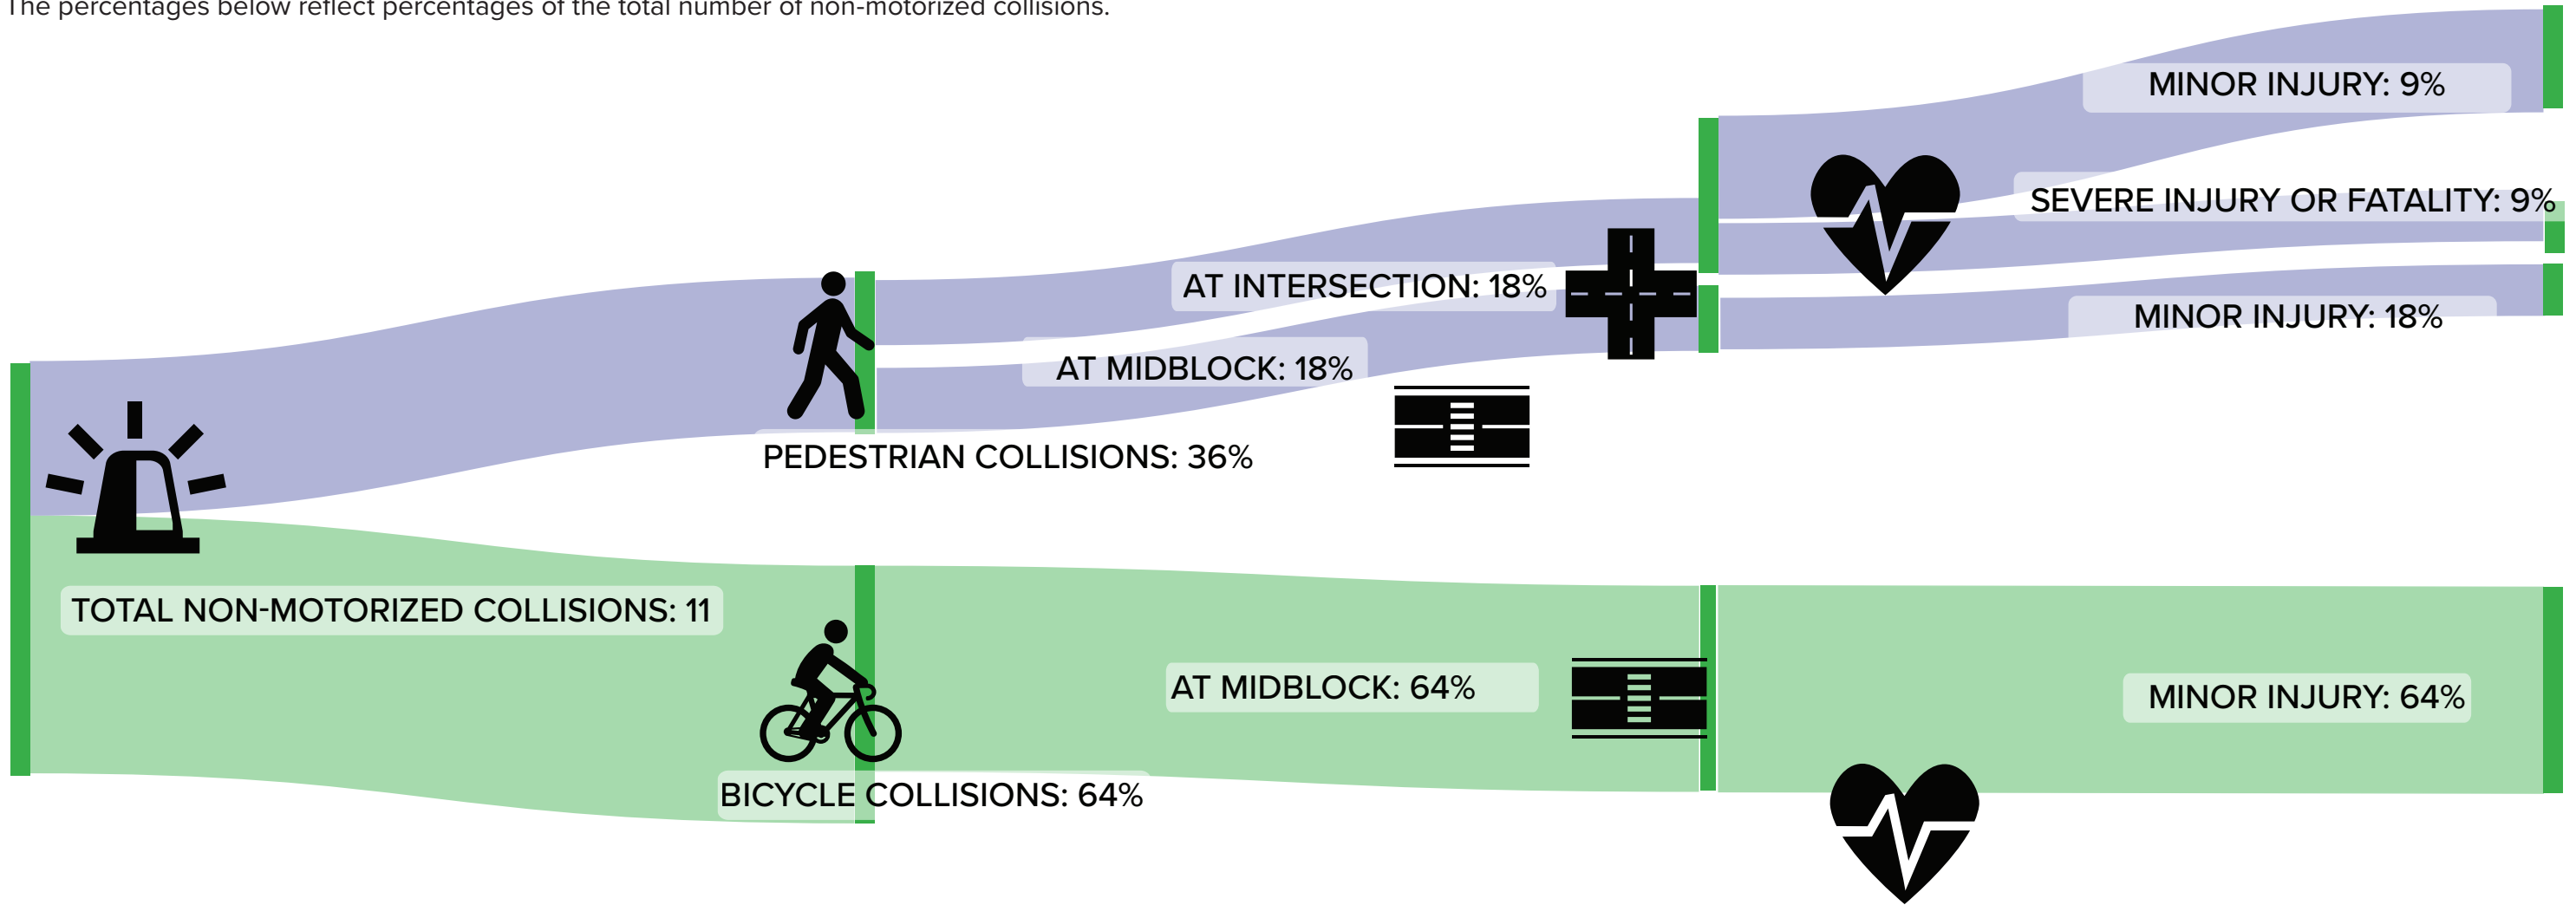 The percentages below reflect percentages of the total number of non-motorized collisions.
MINOR INJURY: 9%
SEVERE INJURY OR FATALITY: 9%
AT INTERSECTION: 18%
MINOR INJURY: 18%
AT MIDBLOCK: 18%
PEDESTRIAN COLLISIONS: 36%
TOTAL NON-MOTORIZED COLLISIONS: 11
AT MIDBLOCK: 64%
MINOR INJURY: 64%
BICYCLE COLLISIONS: 64%